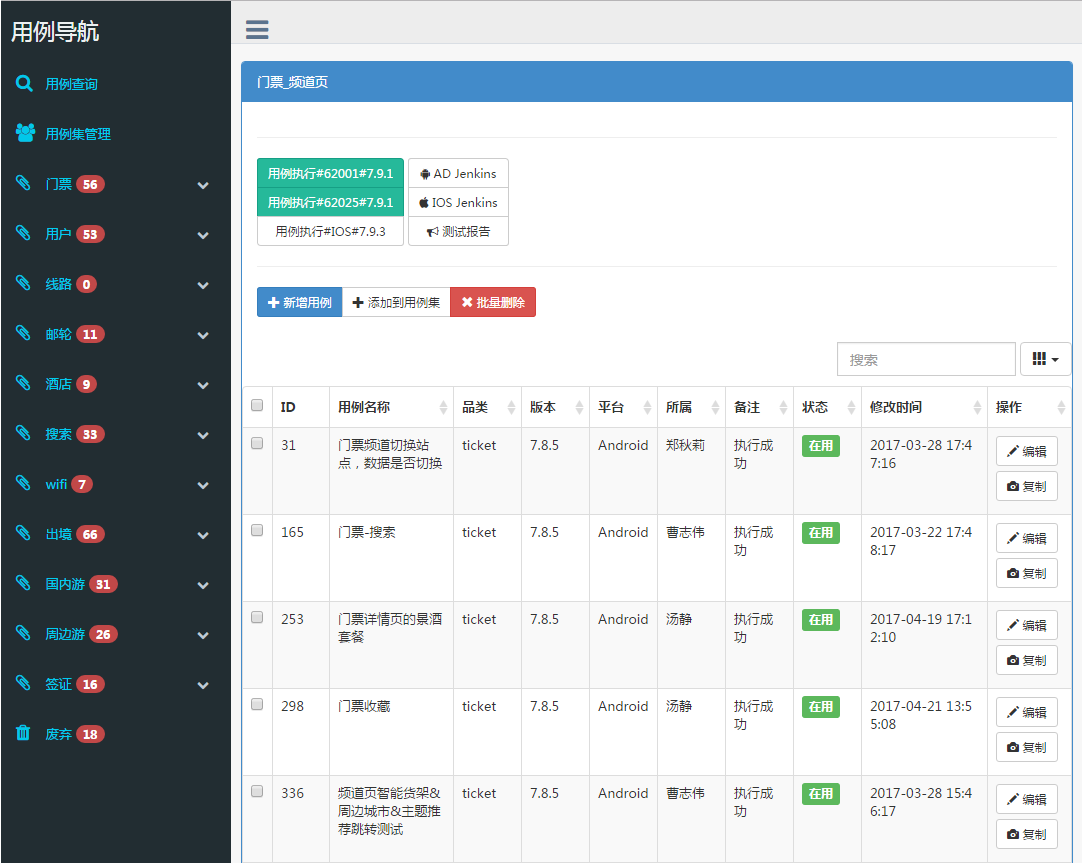 用例导航
用例查询
用例集管理
门票 56
用户 53
线路 0
邮轮 11
酒店 9
搜索 33
wifi 7
出境 66
国内游 31
周边游 26
签证 16
废弃 18
门票_频道页
用例执行#62001#7.9.1 AD Jenkins
用例执行#62025#7.9.1 IOS Jenkins
用例执行#IOS#7.9.3 测试报告
新增用例 添加到用例集 批量删除
搜索
ID 用例名称 品类 版本 平台 所属 备注 状态 修改时间 操作
31 门票频道切换站 ticket 7.8.5 Android 郑秋莉 执行成 在用 2017-03-28 17:4 编辑
点，数据是否切换 功 7:16
复制
165 门票-搜索 ticket 7.8.5 Android 曹志伟 执行成 在用 2017-03-22 17:4 编辑
功 8:17
复制
253 门票详情页的景酒 ticket 7.8.5 Android 汤静 执行成 在用 2017-04-19 17:1 编辑
套餐 功 2:10
复制
298 门票收藏 ticket 7.8.5 Android 汤静 执行成 在用 2017-04-21 13:5 编辑
功 5:08
复制
336 频道页智能货架& ticket 7.8.5 Android 曹志伟 执行成 在用 2017-03-28 15:4 编辑
周边城市&主题推 功 6:17
荐跳转测试 复制